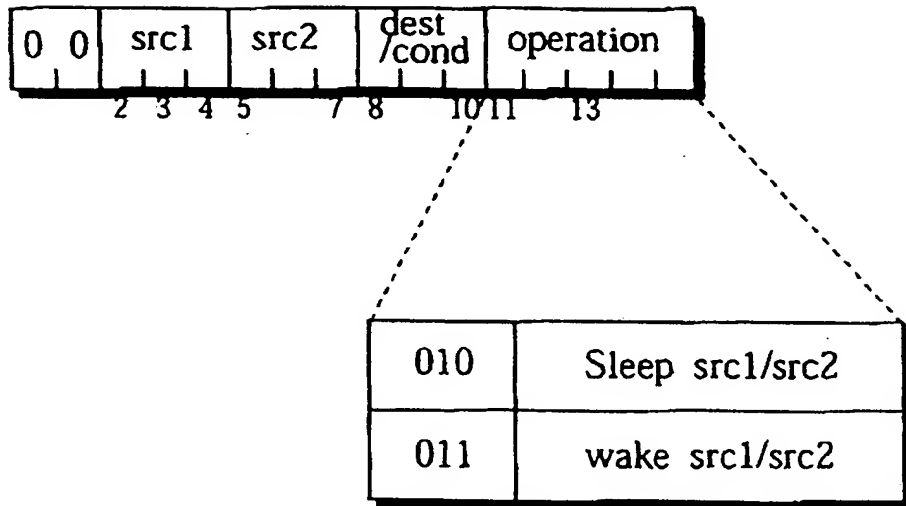 0 0 src1 src2 dest /cond operation
2 3 4 5 7 8 10 11 13
010 Sleep src1/src2
011 wake src1/src2